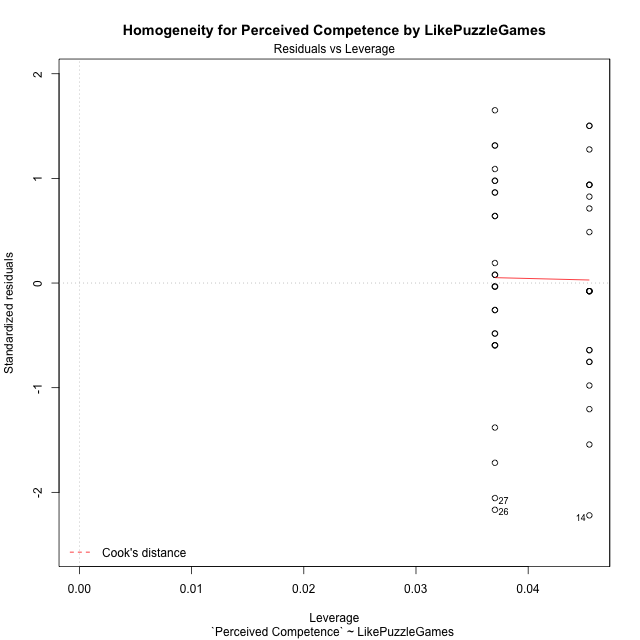 Homogeneity for Perceived Competence by LikePuzzleGames
Residuals vs Leverage
2
1
0
-1
-2
Standardized residuals
27
26
14
Cook's distance
0.00 0.01 0.02 0.03 0.04
Leverage
`Perceived Competence` ~ LikePuzzleGames